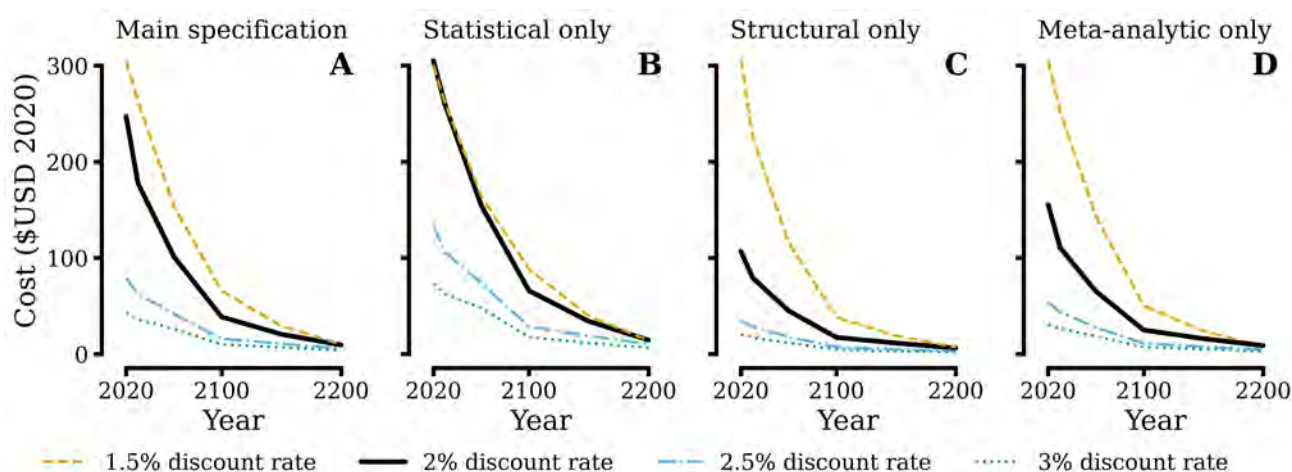 Main specification Statistical only Structural only Meta-analytic only
A B C D
Cost ($USD 2020)
300
200
100
0
2020 2100 2200 2020 2100 2200 2020 2100 2200 2020 2100 2200
Year Year Year Year
1.5% discount rate 2% discount rate 2.5% discount rate 3% discount rate